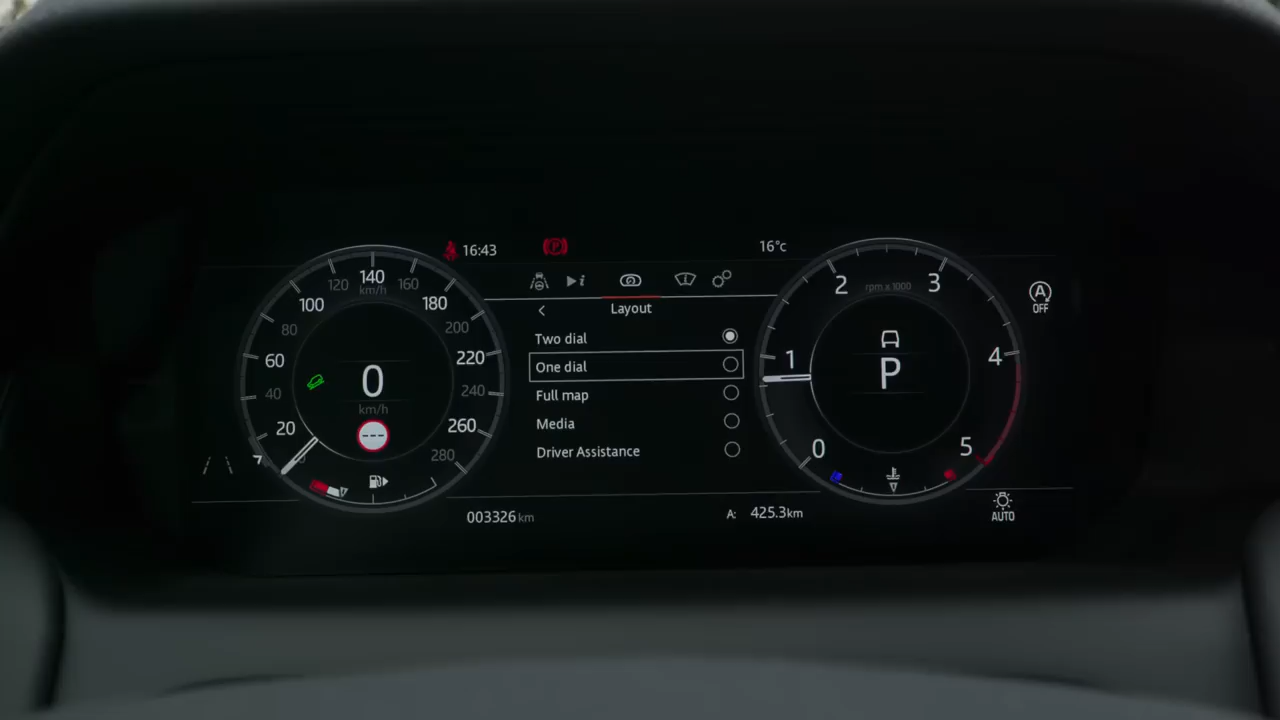 16:43
P
16°c
140
120
160
km/h
100
180
80
200
60
220
40
240
20
260
280
0
km/h
i
Layout
Two dial
One dial
Full map
Media
Driver Assistance
003326 km
A: 425.3km
2
3
rpm x 1000
1
4
0
5
P
A
OFF
AUTO